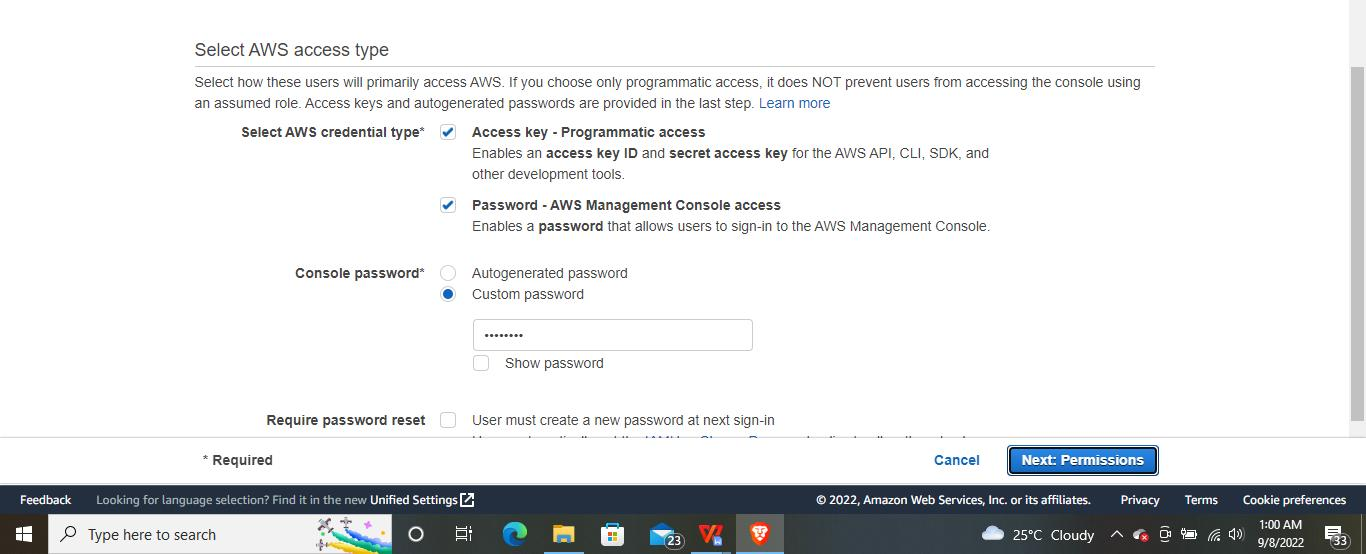 Select AWS access type
Select how these users will primarily access AWS. If you choose only programmatic access, it does NOT prevent users from accessing the console using
an assumed role. Access keys and autogenerated passwords are provided in the last step. Learn more
Select AWS credential type* Access key - Programmatic access
Enables an access key ID and secret access key for the AWS API, CLI, SDK, and
other development tools.
Password - AWS Management Console access
Enables a password that allows users to sign-in to the AWS Management Console.
Console password* Autogenerated password
Custom password
••••••••
Show password
Require password reset User must create a new password at next sign-in
* Required Cancel Next: Permissions
Feedback Looking for language selection? Find it in the new Unified Settings © 2022, Amazon Web Services, Inc. or its affiliates. Privacy Terms Cookie preferences
Type here to search 23 25°C Cloudy 1:00 AM 33
9/8/2022